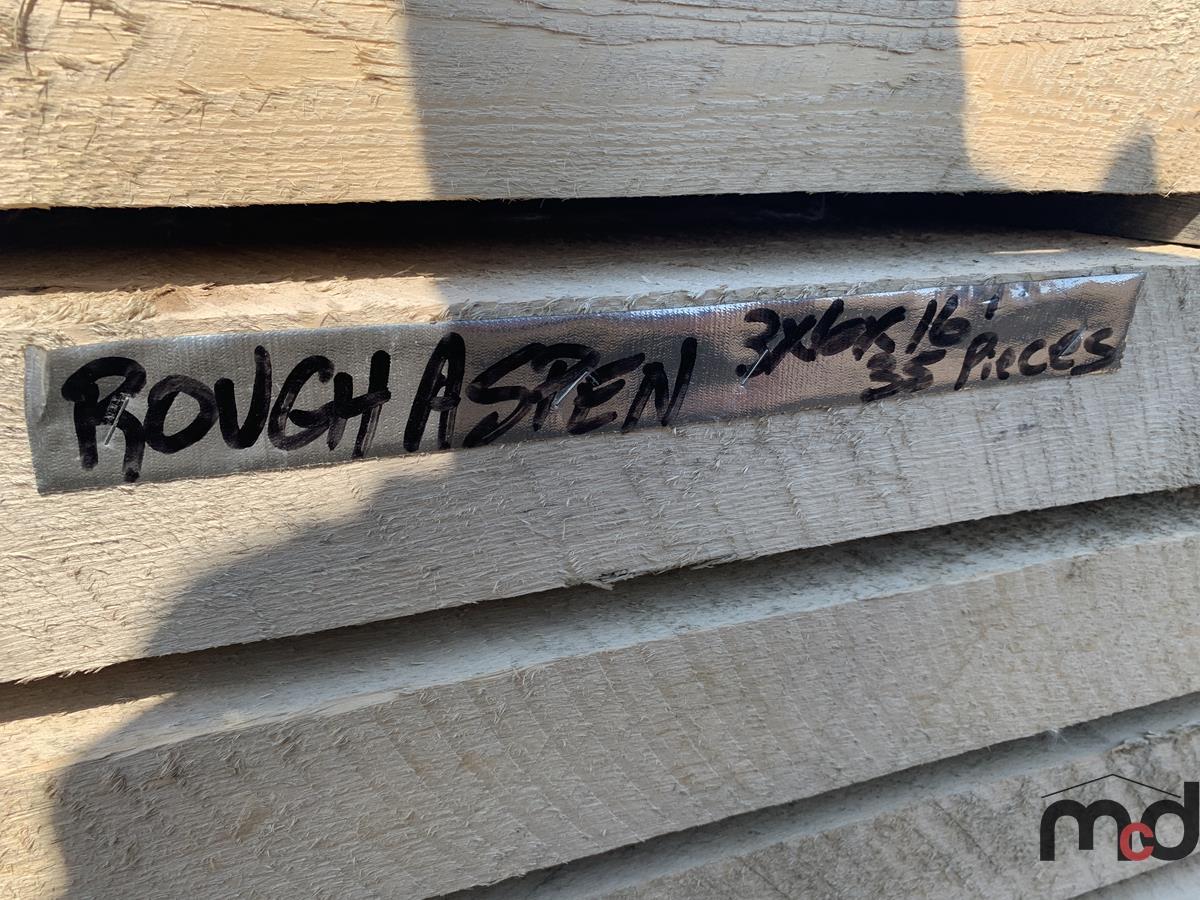 ROUGH ASPEN 3X6X16'
35 PIECES
mcd